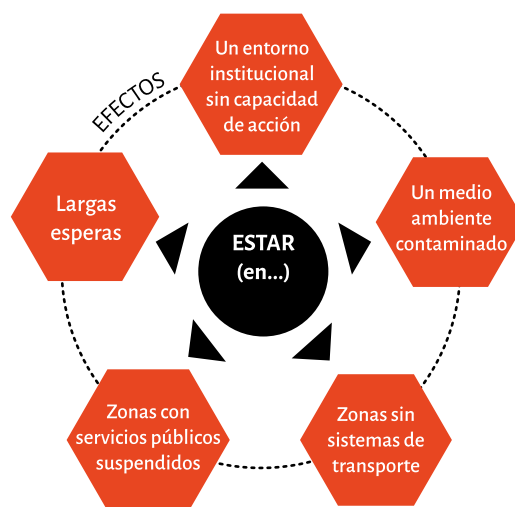 EFECTOS
Un entorno
institucional
sin capacidad
de acción
Un medio
ambiente
contaminado
Zonas sin
sistemas de
transporte
Zonas con
servicios públicos
suspendidos
Largas
esperas
ESTAR
(en...)